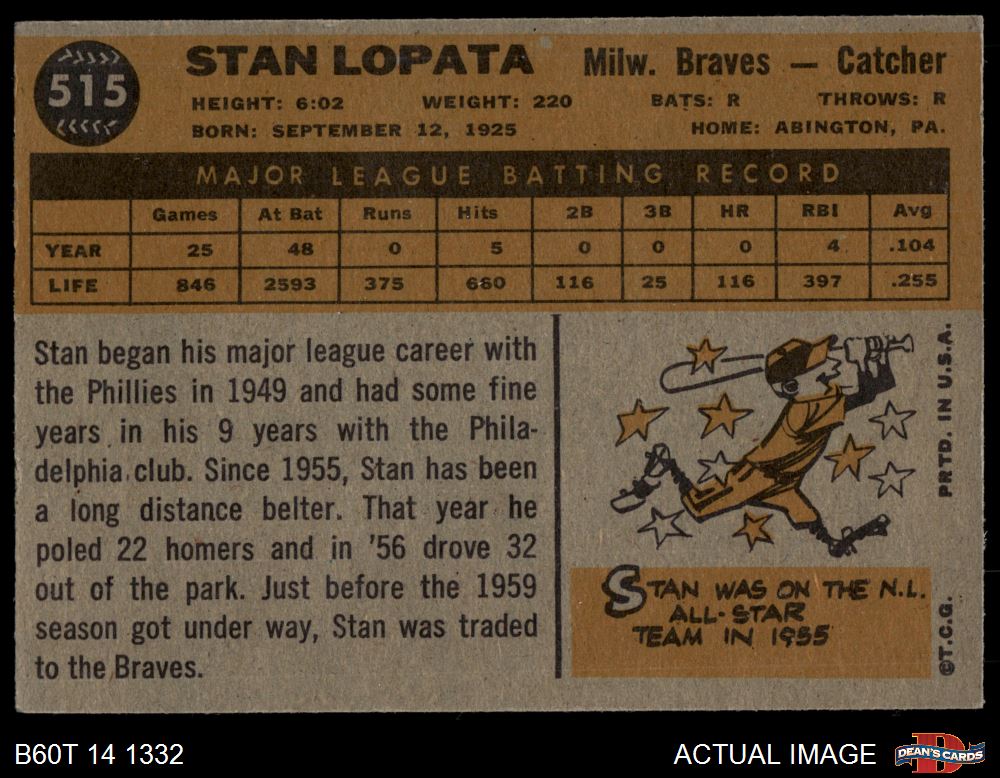 515
STAN LOPATA Milw. Braves — Catcher
HEIGHT: 6:02 WEIGHT: 220 BATS: R THROWS: R
BORN: SEPTEMBER 12, 1925 HOME: ABINGTON, PA.
MAJOR LEAGUE BATTING RECORD
Games At Bat Runs Hits 2B 3B HR RBI Avg
YEAR 25 48 0 5 0 0 0 4 .104
LIFE 846 2593 375 660 116 25 116 397 .255
Stan began his major league career with
the Phillies in 1949 and had some fine
years in his 9 years with the Phila-
delphia club. Since 1955, Stan has been
a long distance belter. That year he
poled 22 homers and in '56 drove 32
out of the park. Just before the 1959
season got under way, Stan was traded
to the Braves.
STAN WAS ON THE N.L.
ALL-STAR
TEAM IN 1955
PRTD. IN U.S.A.
©T.C.G.
B60T 14 1332 ACTUAL IMAGE
DEAN'S CARDS